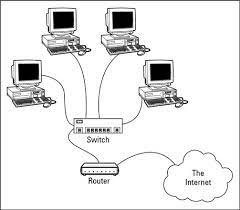 Switch
Router
The
Internet